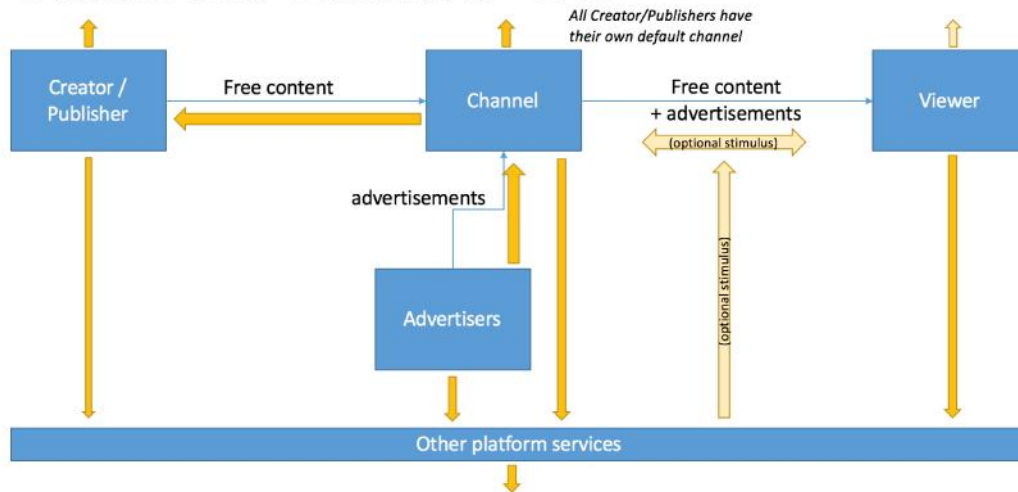 All Creator/Publishers have
their own default channel
Creator /
Publisher
Free content
Channel
Free content
+ advertisements
(optional stimulus)
Viewer
advertisements
(optional stimulus)
Advertisers
Other platform services